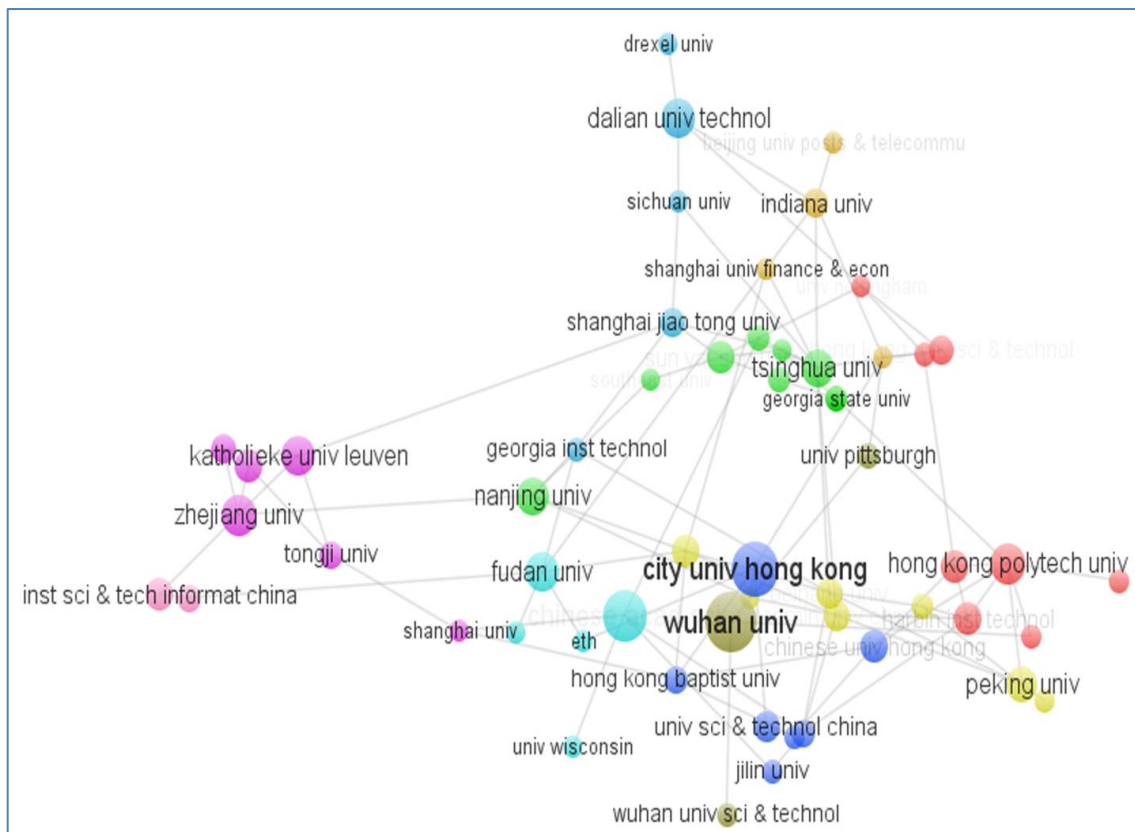 drexel univ
dalian univ technol
beijing univ posts & telecommu
sichuan univ
indiana univ
shanghai univ finance & econ
shanghai jiao tong univ
tsinghua univ
georgia state univ
georgia inst technol
univ pittsburgh
katholieke univ leuven
nanjing univ
zhejiang univ
tongji univ
city univ hong kong
hong kong polytech univ
fudan univ
inst sci & tech informat china
wuhan univ
harbin inst technol
shanghai univ
eth
chinese univ hong kong
hong kong baptist univ
peking univ
univ sci & technol china
univ wisconsin
jilin univ
wuhan univ sci & technol